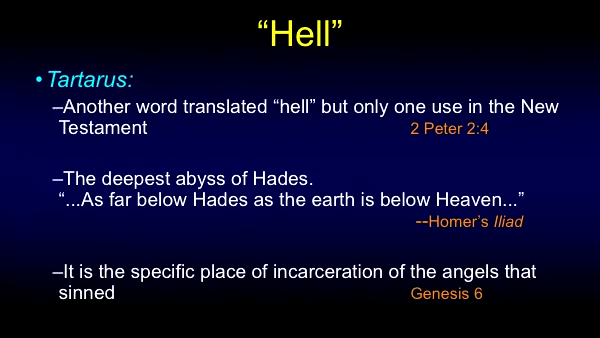 “Hell”
•Tartarus:
–Another word translated “hell” but only one use in the New
Testament 2 Peter 2:4
–The deepest abyss of Hades.
“...As far below Hades as the earth is below Heaven...”
--Homer’s Iliad
–It is the specific place of incarceration of the angels that
sinned Genesis 6